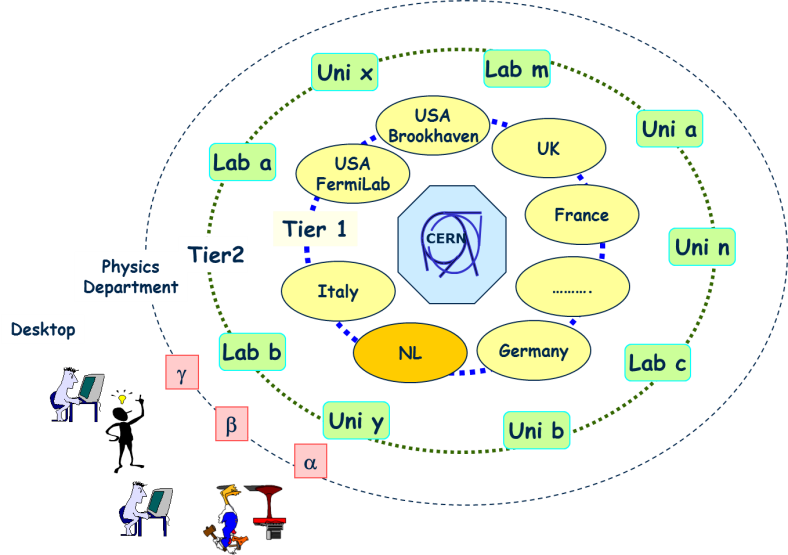 Uni x
Lab m
USA
Brookhaven
Uni a
UK
Lab a
USA
FermiLab
France
Tier 1
CERN
Tier2
Uni n
Physics
Department
Italy
……….
Desktop
NL
Germany
Lab b
Lab c
γ
Uni y
Uni b
β
α